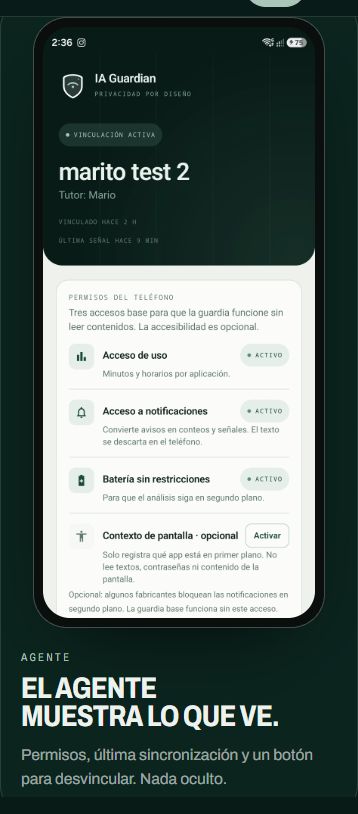 2:36
75
IA Guardian
PRIVACIDAD POR DISEÑO
VINCULACIÓN ACTIVA
marito test 2
Tutor: Mario
VINCULADO HACE 2 H
ÚLTIMA SEÑAL HACE 9 MIN
PERMISOS DEL TELÉFONO
Tres accesos base para que la guardia funcione sin
leer contenidos. La accesibilidad es opcional.
Acceso de uso
ACTIVO
Minutos y horarios por aplicación.
Acceso a notificaciones
ACTIVO
Convierte avisos en conteos y señales. El texto
se descarta en el teléfono.
Batería sin restricciones
ACTIVO
Para que el análisis siga en segundo plano.
Contexto de pantalla · opcional
Activar
Solo registra qué app está en primer plano. No
lee textos, contraseñas ni contenido de la
pantalla.
Opcional: algunos fabricantes bloquean las notificaciones en
segundo plano. La guardia base funciona sin este acceso.
AGENTE
EL AGENTE
MUESTRA LO QUE VE.
Permisos, última sincronización y un botón
para desvincular. Nada oculto.